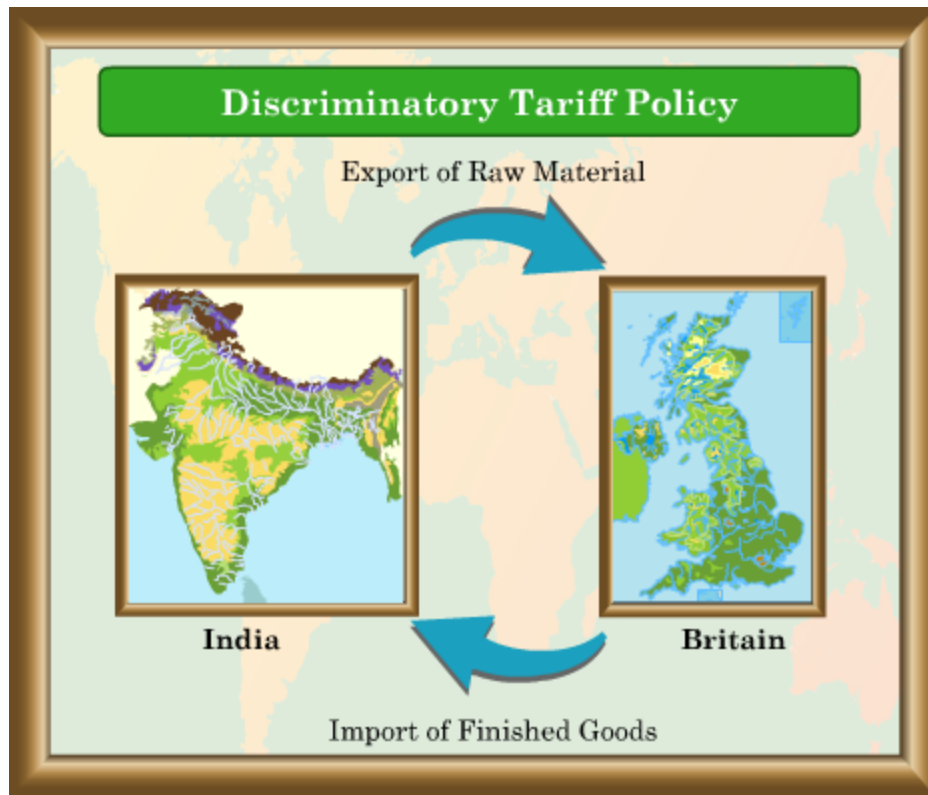 Discriminatory Tariff Policy
Export of Raw Material
India
Britain
Import of Finished Goods